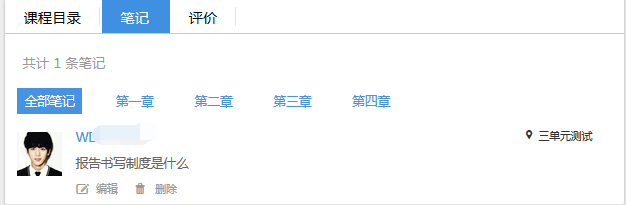 课程目录 笔记 评价
共计 1 条笔记
全部笔记 第一章 第二章 第三章 第四章
三单元测试
报告书写制度是什么
编辑 删除